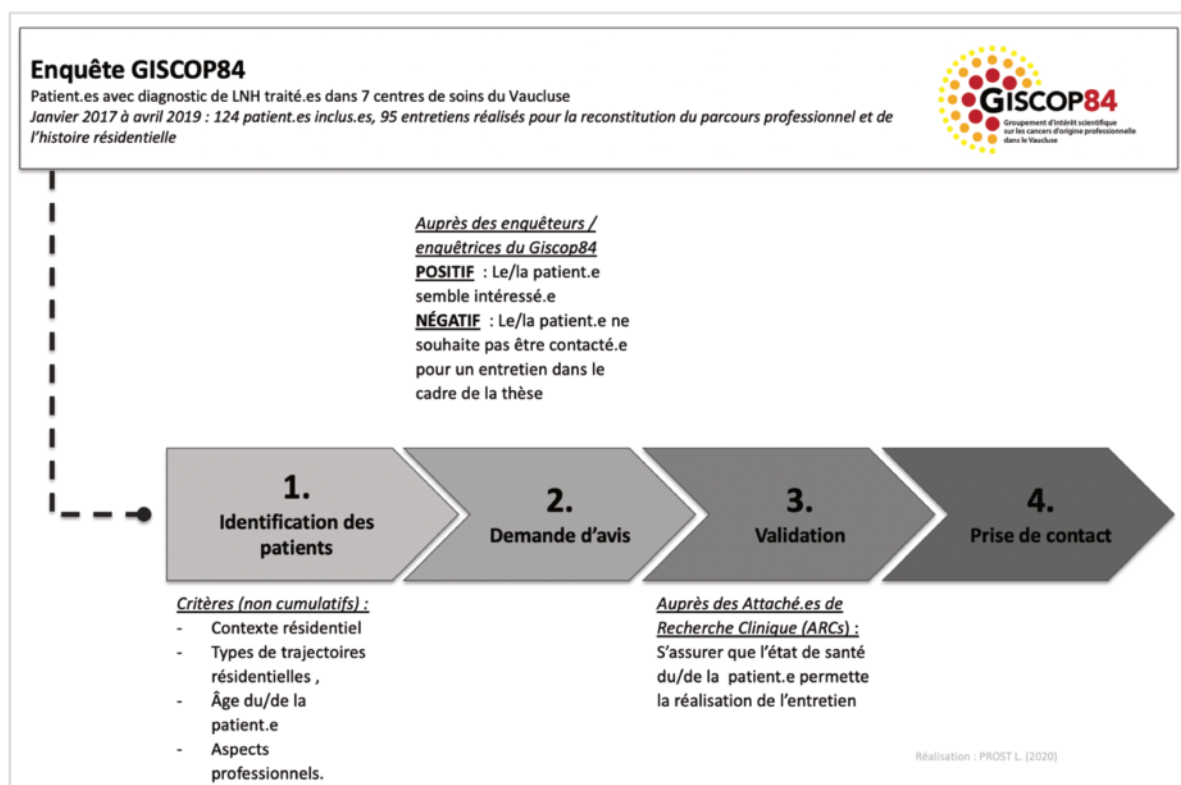 Enquête GISCOP84
Patient.es avec diagnostic de LNH traité.es dans 7 centres de soins du Vaucluse
Janvier 2017 à avril 2019 : 124 patient.es inclus.es, 95 entretiens réalisés pour la reconstitution du parcours professionnel et de
l'histoire résidentielle
GISCOP84
Groupement d'intérêt scientifique
sur les cancers d'origine professionnelle
dans le Vaucluse
Auprès des enquêteurs /
enquêtrices du Giscop84
POSITIF : Le/la patient.e
semble intéressé.e
NÉGATIF : Le/la patient.e ne
souhaite pas être contacté.e
pour un entretien dans le
cadre de la thèse
1.
Identification des
patients
2.
Demande d'avis
3.
Validation
4.
Prise de contact
Critères (non cumulatifs) :
- Contexte résidentiel
- Types de trajectoires
résidentielles ,
- Âge du/de la
patient.e
- Aspects
professionnels.
Auprès des Attaché.es de
Recherche Clinique (ARCs) :
S'assurer que l'état de santé
du/de la patient.e permette
la réalisation de l'entretien
Réalisation : PROST L. (2020)